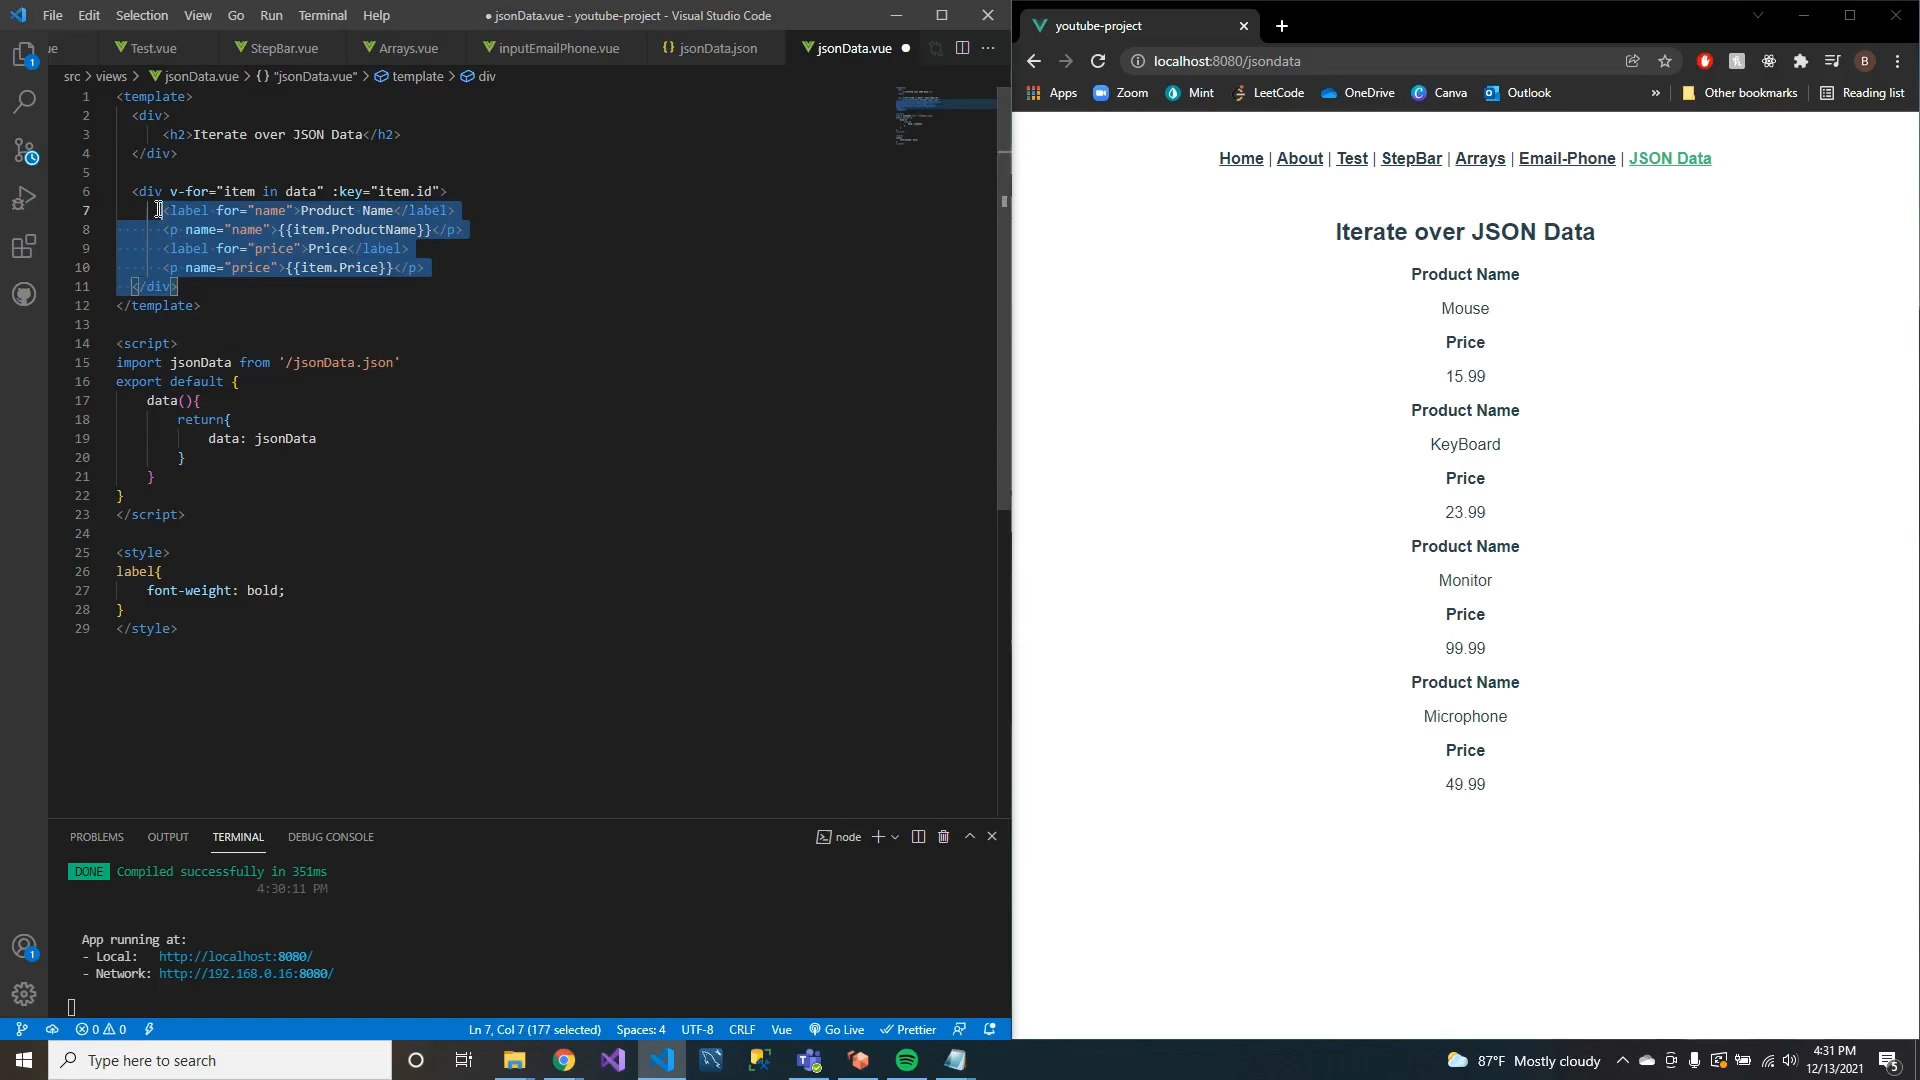 File Edit Selection View Go Run Terminal Help
● jsonData.vue - youtube-project - Visual Studio Code
ue Test.vue StepBar.vue Arrays.vue inputEmailPhone.vue {} jsonData.json jsonData.vue ●
src > views > jsonData.vue > {} "jsonData.vue" > template > div
1 <template>
2 <div>
3 <h2>Iterate over JSON Data</h2>
4 </div>
5
6 <div v-for="item in data" :key="item.id">
7 <label for="name">Product Name</label>
8 <p name="name">{{item.ProductName}}</p>
9 <label for="price">Price</label>
10 <p name="price">{{item.Price}}</p>
11 </div>
12 </template>
13
14 <script>
15 import jsonData from '/jsonData.json'
16 export default {
17 data(){
18 return{
19 data: jsonData
20 }
21 }
22 }
23 </script>
24
25 <style>
26 label{
27 font-weight: bold;
28 }
29 </style>
PROBLEMS OUTPUT TERMINAL DEBUG CONSOLE
node
DONE Compiled successfully in 351ms
4:30:11 PM
App running at:
- Local: http://localhost:8080/
- Network: http://192.168.0.16:8080/
0 0
Ln 7, Col 7 (177 selected) Spaces: 4 UTF-8 CRLF Vue Go Live Prettier
youtube-project
localhost:8080/jsondata
B
Apps Zoom Mint LeetCode OneDrive Canva Outlook » Other bookmarks Reading list
Home | About | Test | StepBar | Arrays | Email-Phone | JSON Data
Iterate over JSON Data
Product Name
Mouse
Price
15.99
Product Name
KeyBoard
Price
23.99
Product Name
Monitor
Price
99.99
Product Name
Microphone
Price
49.99
Type here to search
87°F Mostly cloudy
4:31 PM
12/13/2021
5